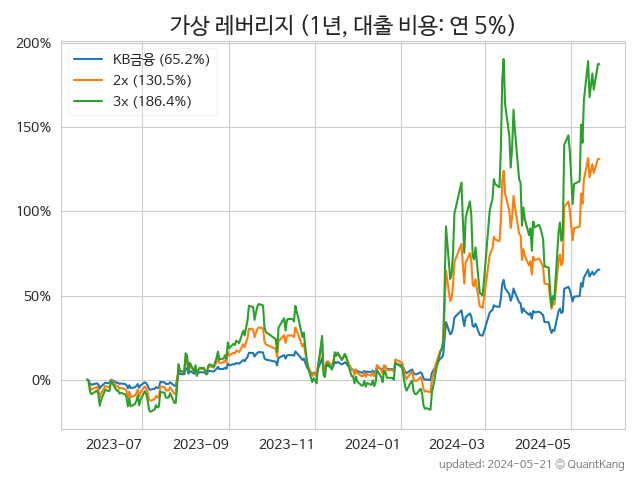 가상 레버리지 (1년, 대출 비용: 연 5%)
200%
150%
100%
50%
0%
KB금융 (65.2%)
2x (130.5%)
3x (186.4%)
2023-07
2023-09
2023-11
2024-01
2024-03
2024-05
updated: 2024-05-21 © QuantKang